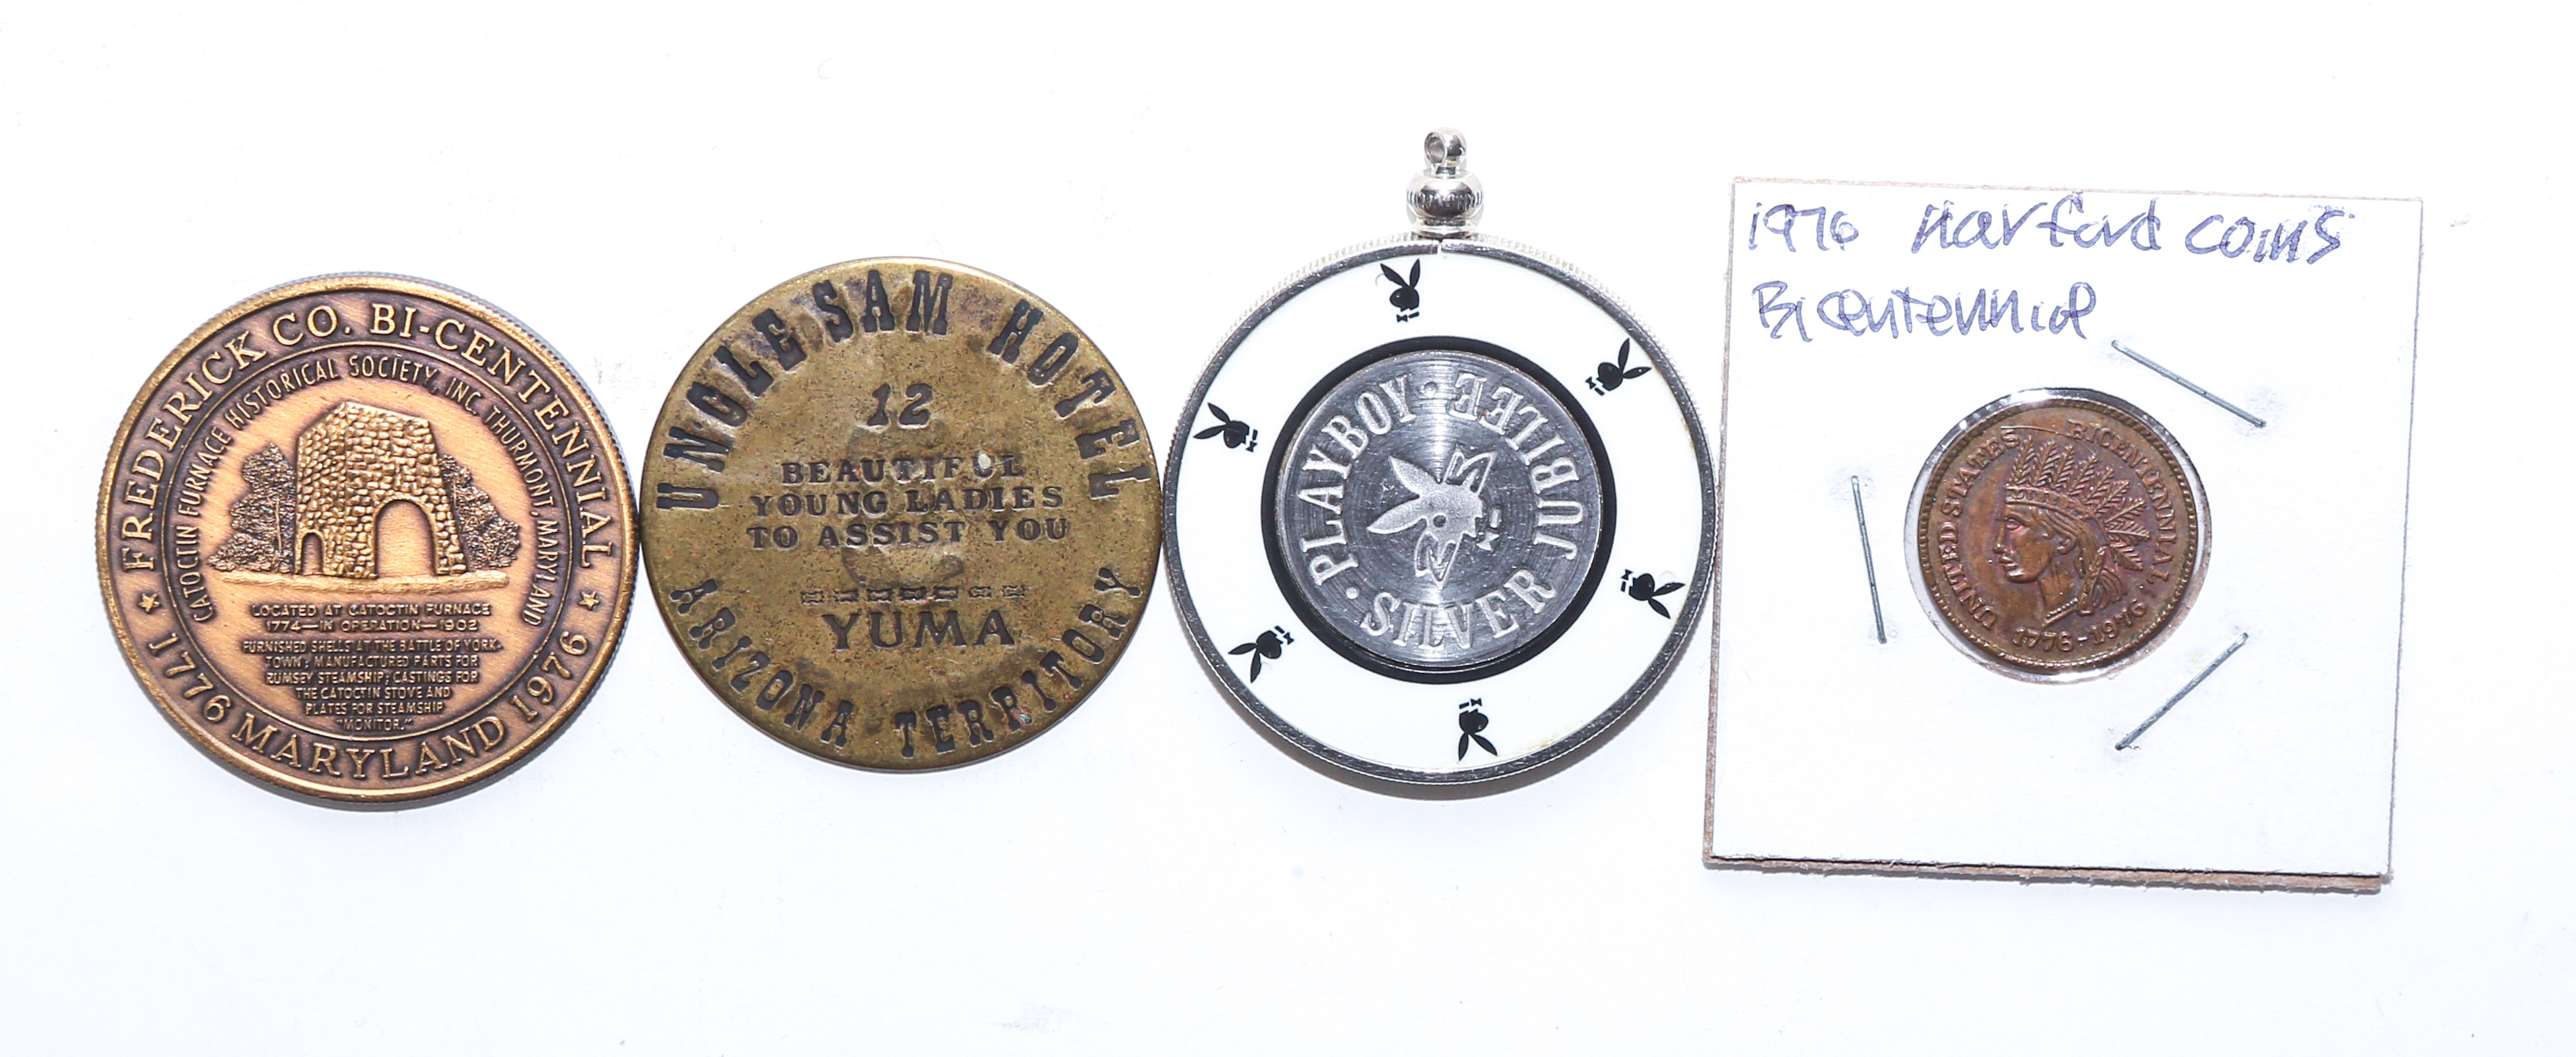 FREDERICK CO. BI-CENTENNIAL
★ 1776 MARYLAND 1976 ★
CATOCTIN FURNACE HISTORICAL SOCIETY, INC. THURMONT, MARYLAND
LOCATED AT CATOCTIN FURNACE
1774—IN OPERATION—1902
FURNISHED SHELLS AT THE BATTLE OF YORK-
TOWN; MANUFACTURED PARTS FOR
RUMSEY STEAMSHIP; CASTINGS FOR
THE CATOCTIN STOVE AND
PLATES FOR STEAMSHIP
"MONITOR."
UNCLE SAM HOTEL
12
BEAUTIFUL
YOUNG LADIES
TO ASSIST YOU
YUMA
ARIZONA TERRITORY
PLAYBOY • JUBILEE
• SILVER
25
1976 Harford coins
Bicentennial
UNITED STATES BICENTENNIAL
1776-1976